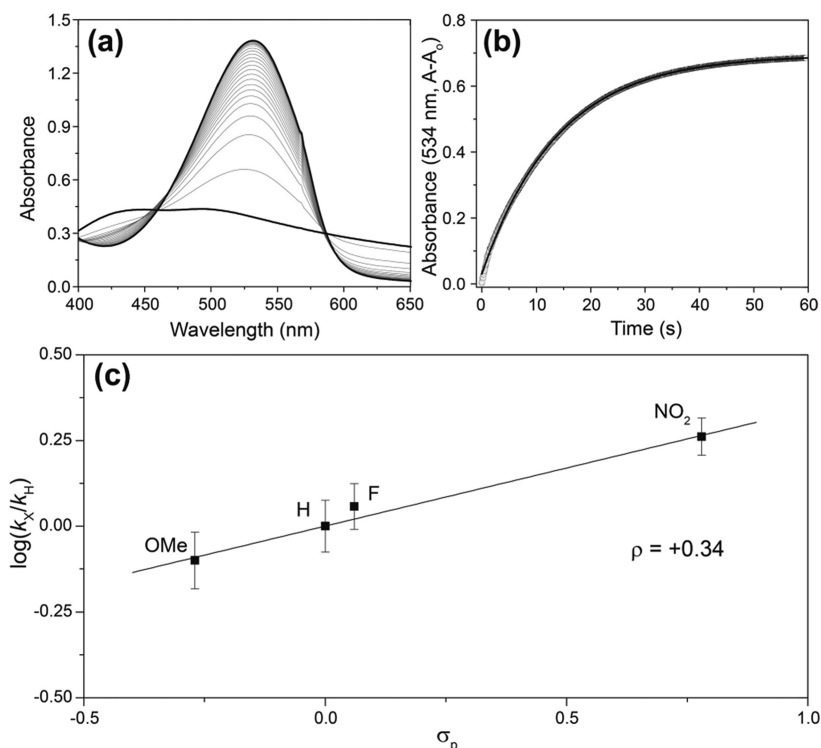 (a)
1.5
1.2
0.9
0.6
0.3
0.0
Absorbance
400 450 500 550 600 650
Wavelength (nm)
(b)
0.8
0.6
0.4
0.2
0.0
Absorbance (534 nm, A-Ao)
0 10 20 30 40 50 60
Time (s)
(c)
0.50
0.25
0.00
-0.25
-0.50
log(kX/kH)
OMe
H
F
NO2
ρ = +0.34
-0.5 0.0 0.5 1.0
σp